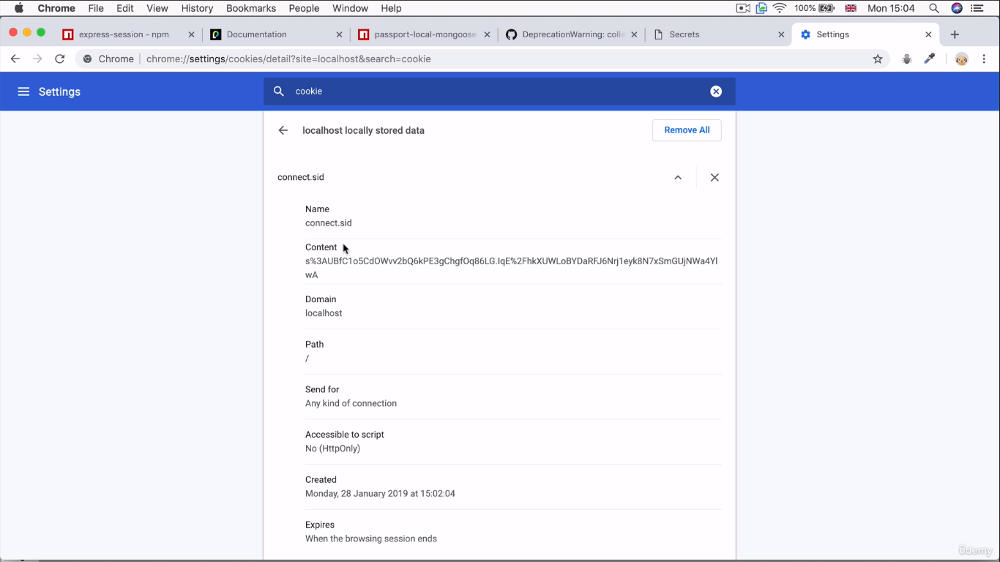 Chrome File Edit View History Bookmarks People Window Help 100% Mon 15:04
express-session - npm Documentation passport-local-mongoose DeprecationWarning: colle Secrets Settings
Chrome chrome://settings/cookies/detail?site=localhost&search=cookie
Settings cookie
localhost locally stored data Remove All
connect.sid
Name
connect.sid
Content
s%3AUBfC1o5CdOWvv2bQ6kPE3gChgfOq86LG.IqE%2FhkXUWLoBYDaRFJ6Nrj1eyk8N7xSmGUjNWa4Yl
wA
Domain
localhost
Path
/
Send for
Any kind of connection
Accessible to script
No (HttpOnly)
Created
Monday, 28 January 2019 at 15:02:04
Expires
When the browsing session ends
ûdemy